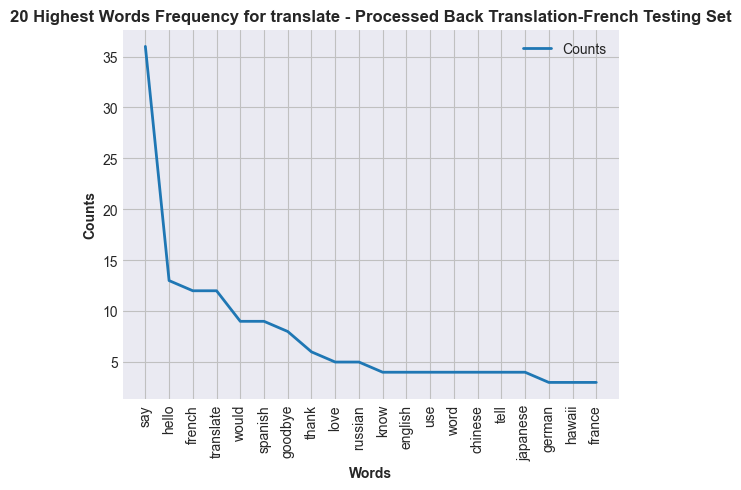 20 Highest Words Frequency for translate - Processed Back Translation-French Testing Set
Counts
35
30
25
20
15
10
5
Counts
say
hello
french
translate
would
spanish
goodbye
thank
love
russian
know
english
use
word
chinese
tell
japanese
german
hawaii
france
Words